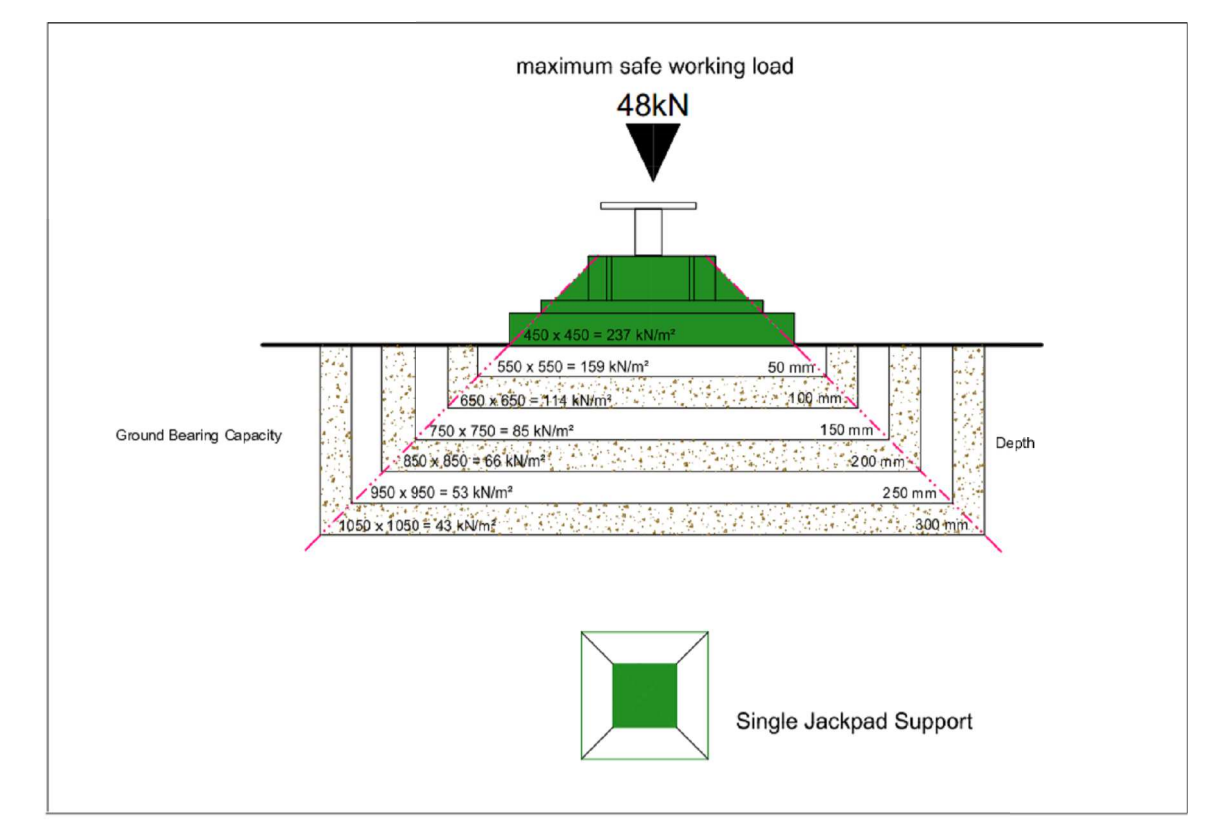 maximum safe working load
48kN
450 x 450 = 237 kN/m²
550 x 550 = 159 kN/m² 50 mm
650 x 650 = 114 kN/m² 100 mm
750 x 750 = 85 kN/m² 150 mm
Ground Bearing Capacity
Depth
850 x 850 = 66 kN/m² 200 mm
950 x 950 = 53 kN/m² 250 mm
1050 x 1050 = 43 kN/m² 300 mm
Single Jackpad Support